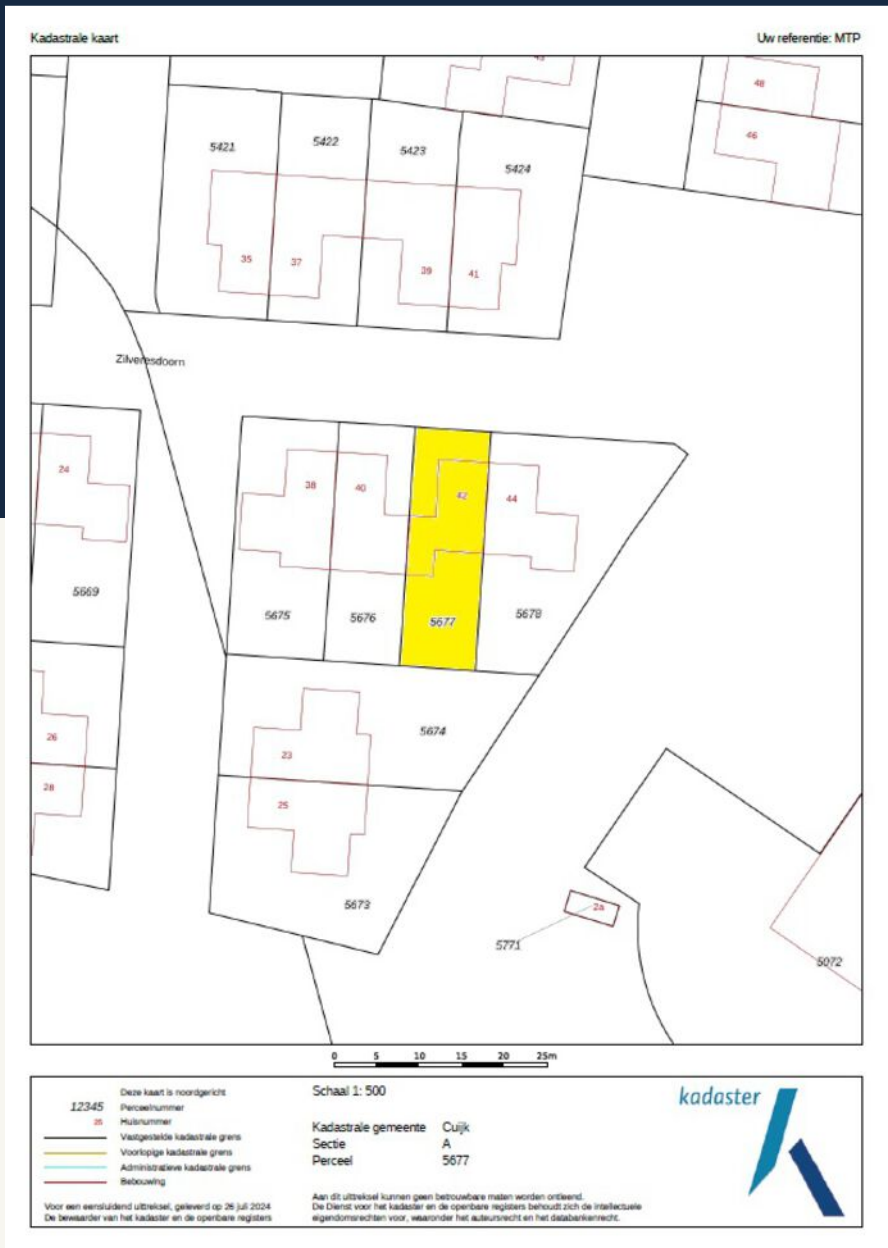 Kadastrale kaart
Uw referentie: MTP
48
46
5421
5422
5423
5424
35
37
39
41
Zilveresdoorn
24
38
40
42
44
5669
5675
5676
5677
5678
26
28
23
5674
25
5673
2a
5771
5072
0 5 10 15 20 25m
Deze kaart is noordgericht
12345 Perceelnummer
25 Huisnummer
Vastgestelde kadastrale grens
Voorlopige kadastrale grens
Administratieve kadastrale grens
Bebouwing
Voor een eensluidend uittreksel, geleverd op 26 juli 2024
De bewaarder van het kadaster en de openbare registers
Schaal 1: 500
Kadastrale gemeente Cuijk
Sectie A
Perceel 5677
Aan dit uittreksel kunnen geen betrouwbare maten worden ontleend.
De Dienst voor het kadaster en de openbare registers behoudt zich de intellectuele
eigendomsrechten voor, waaronder het auteursrecht en het databankenrecht.
kadaster